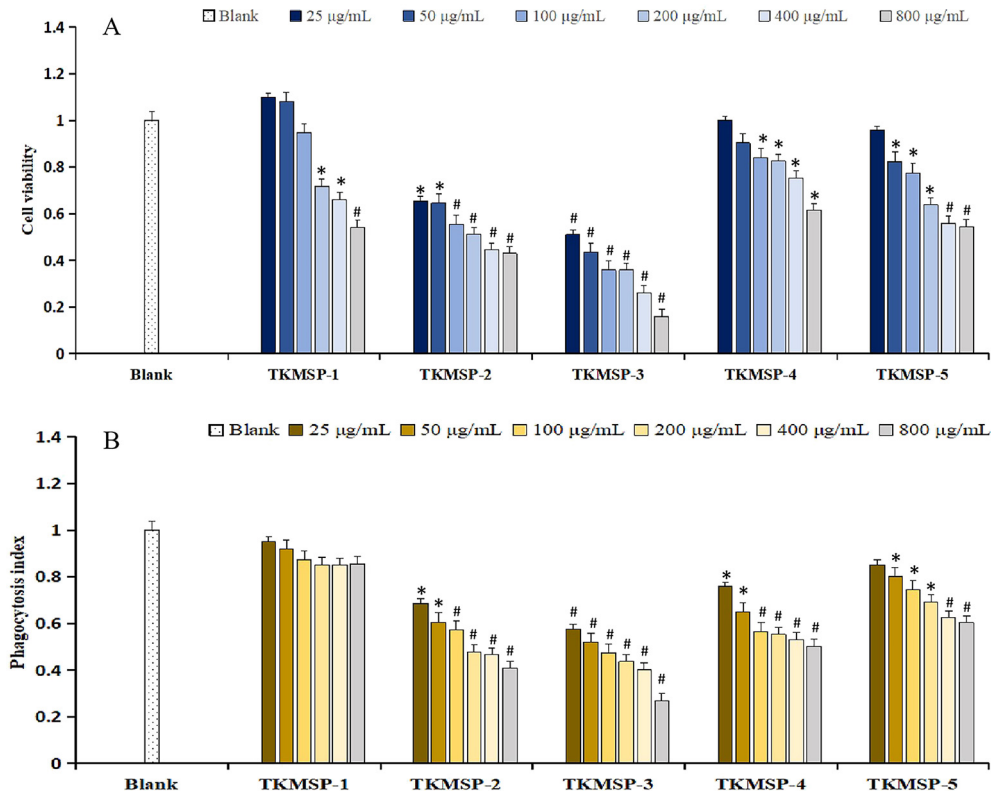 A
Blank 25 μg/mL 50 μg/mL 100 μg/mL 200 μg/mL 400 μg/mL 800 μg/mL
Cell viability
1.4
1.2
1
0.8
0.6
0.4
0.2
0
* * #
* * # # # #
# # # # # #
* * * *
* * * # #
Blank TKMSP-1 TKMSP-2 TKMSP-3 TKMSP-4 TKMSP-5
B
Blank 25 μg/mL 50 μg/mL 100 μg/mL 200 μg/mL 400 μg/mL 800 μg/mL
Phagocytosis index
1.4
1.2
1
0.8
0.6
0.4
0.2
0
* * # # # #
# # # # # #
* * # # # #
* * * # #
Blank TKMSP-1 TKMSP-2 TKMSP-3 TKMSP-4 TKMSP-5